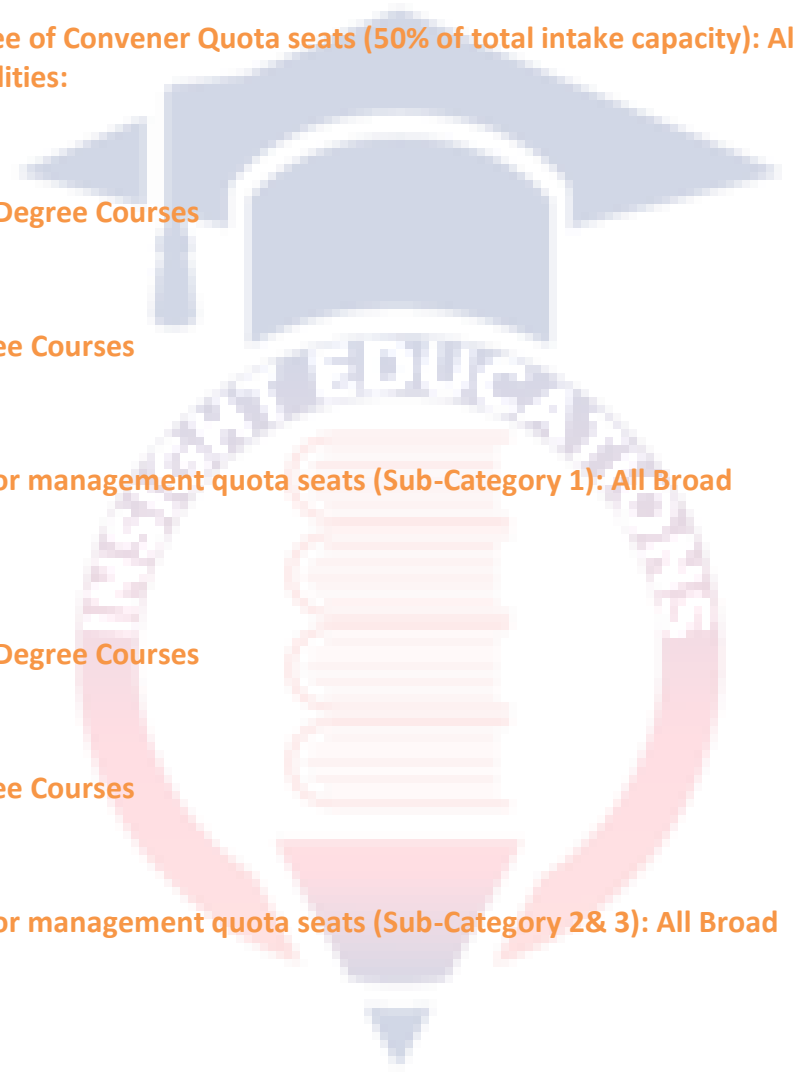 ee of Convener Quota seats (50% of total intake capacity): Al
lities:
Degree Courses
ee Courses
INSIGHT EDUCATIONS
or management quota seats (Sub-Category 1): All Broad
Degree Courses
ee Courses
or management quota seats (Sub-Category 2& 3): All Broad